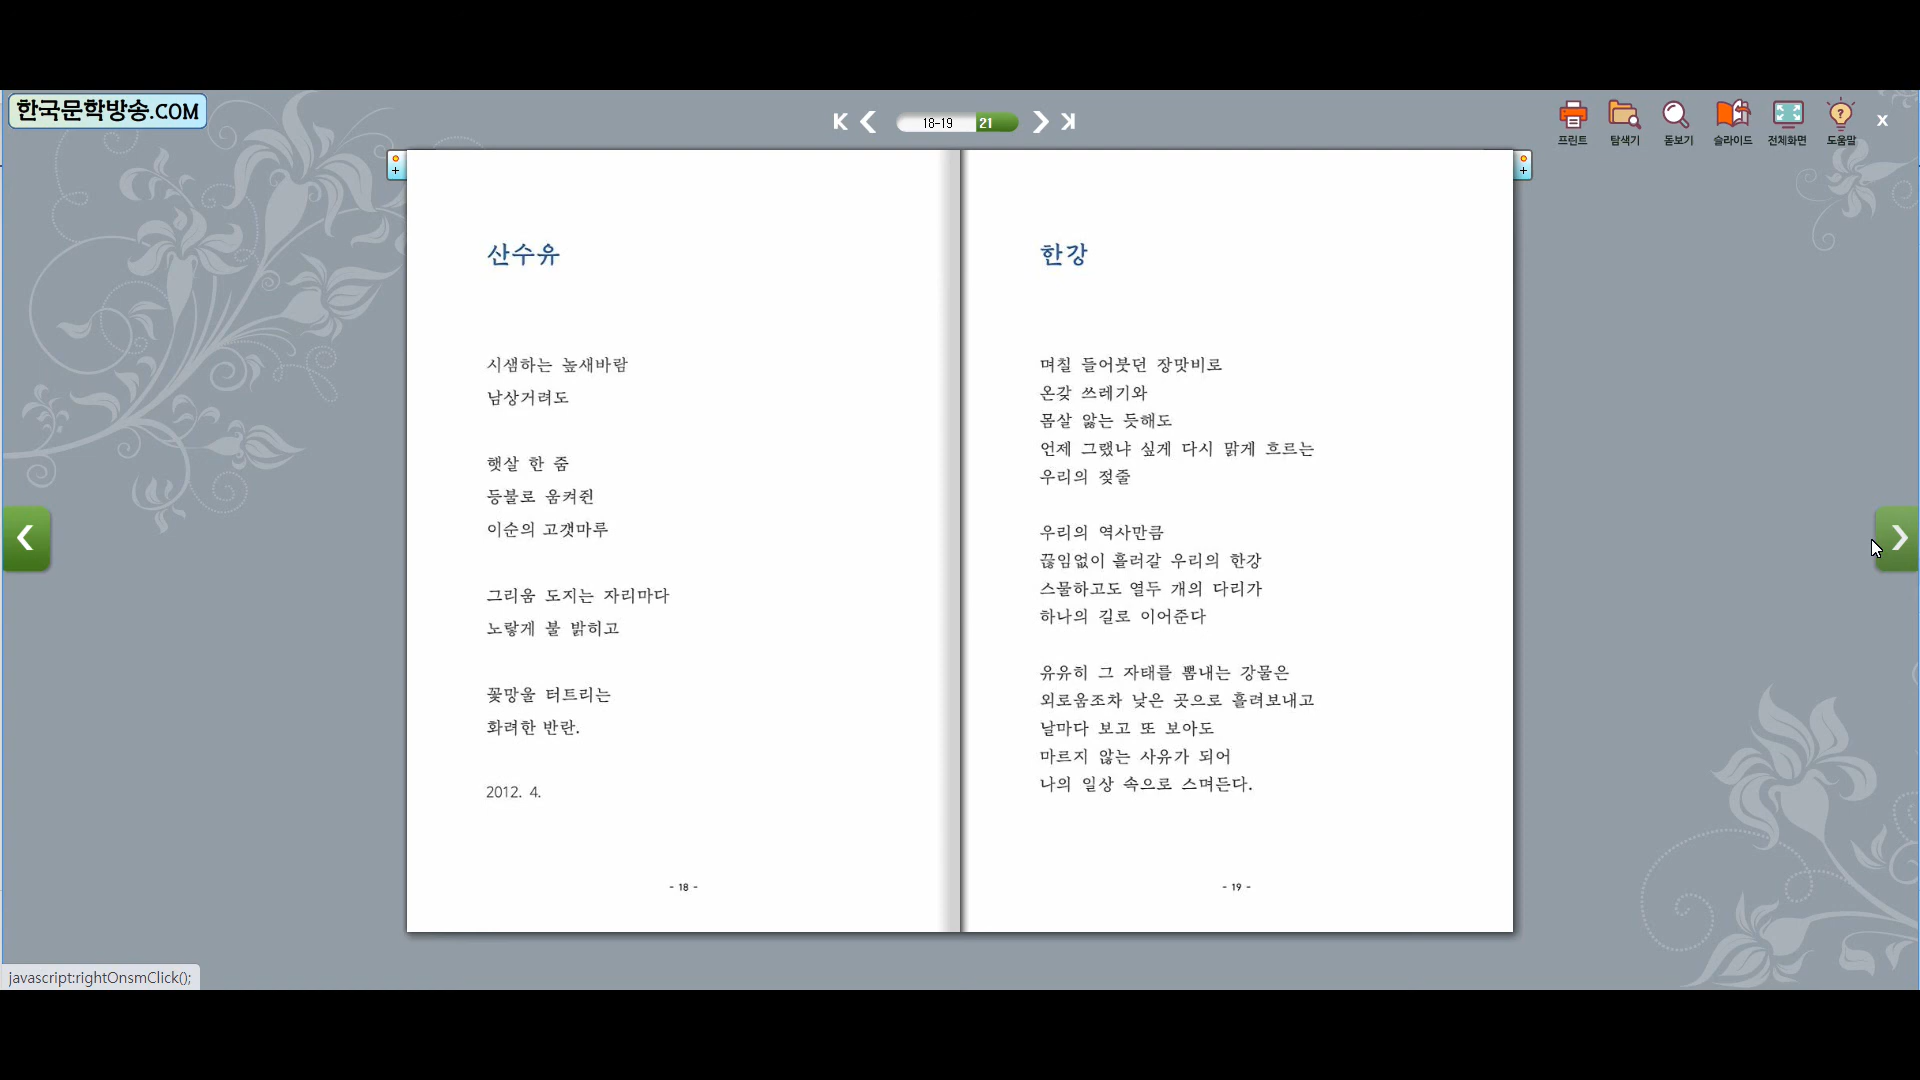 한국문학방송.COM
18-19 21
프린트 탐색기 돋보기 슬라이드 전체화면 도움말 x
산수유
시샘하는 높새바람
남상거려도
햇살 한 줌
등불로 움켜쥔
이순의 고갯마루
그리움 도지는 자리마다
노랗게 불 밝히고
꽃망울 터트리는
화려한 반란.
2012. 4.
- 18 -
한강
며칠 들어붓던 장맛비로
온갖 쓰레기와
몸살 앓는 듯해도
언제 그랬냐 싶게 다시 맑게 흐르는
우리의 젖줄
우리의 역사만큼
끊임없이 흘러갈 우리의 한강
스물하고도 열두 개의 다리가
하나의 길로 이어준다
유유히 그 자태를 뽐내는 강물은
외로움조차 낮은 곳으로 흘려보내고
날마다 보고 또 보아도
마르지 않는 사유가 되어
나의 일상 속으로 스며든다.
- 19 -
javascript:rightOnsmClick();